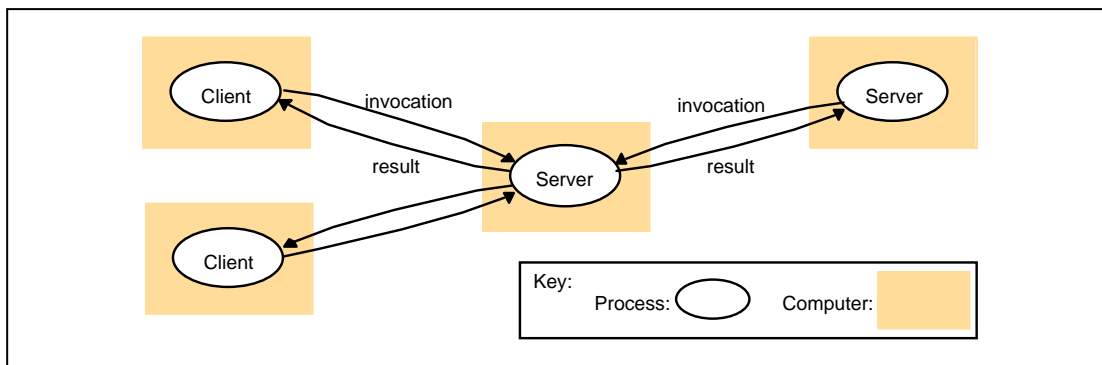 Client
invocation
result
Server
invocation
result
Server
Client
Key:
Process:
Computer: